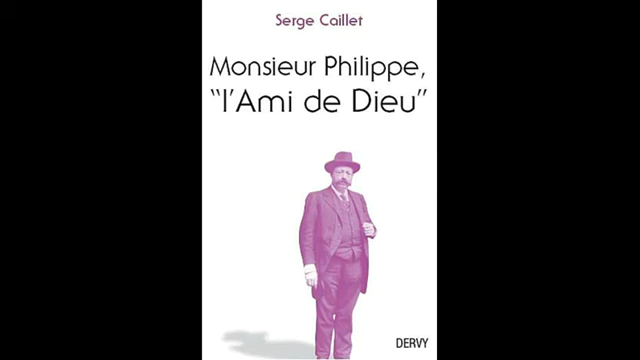 Serge Caillet
Monsieur Philippe,
“l’Ami de Dieu”
DERVY